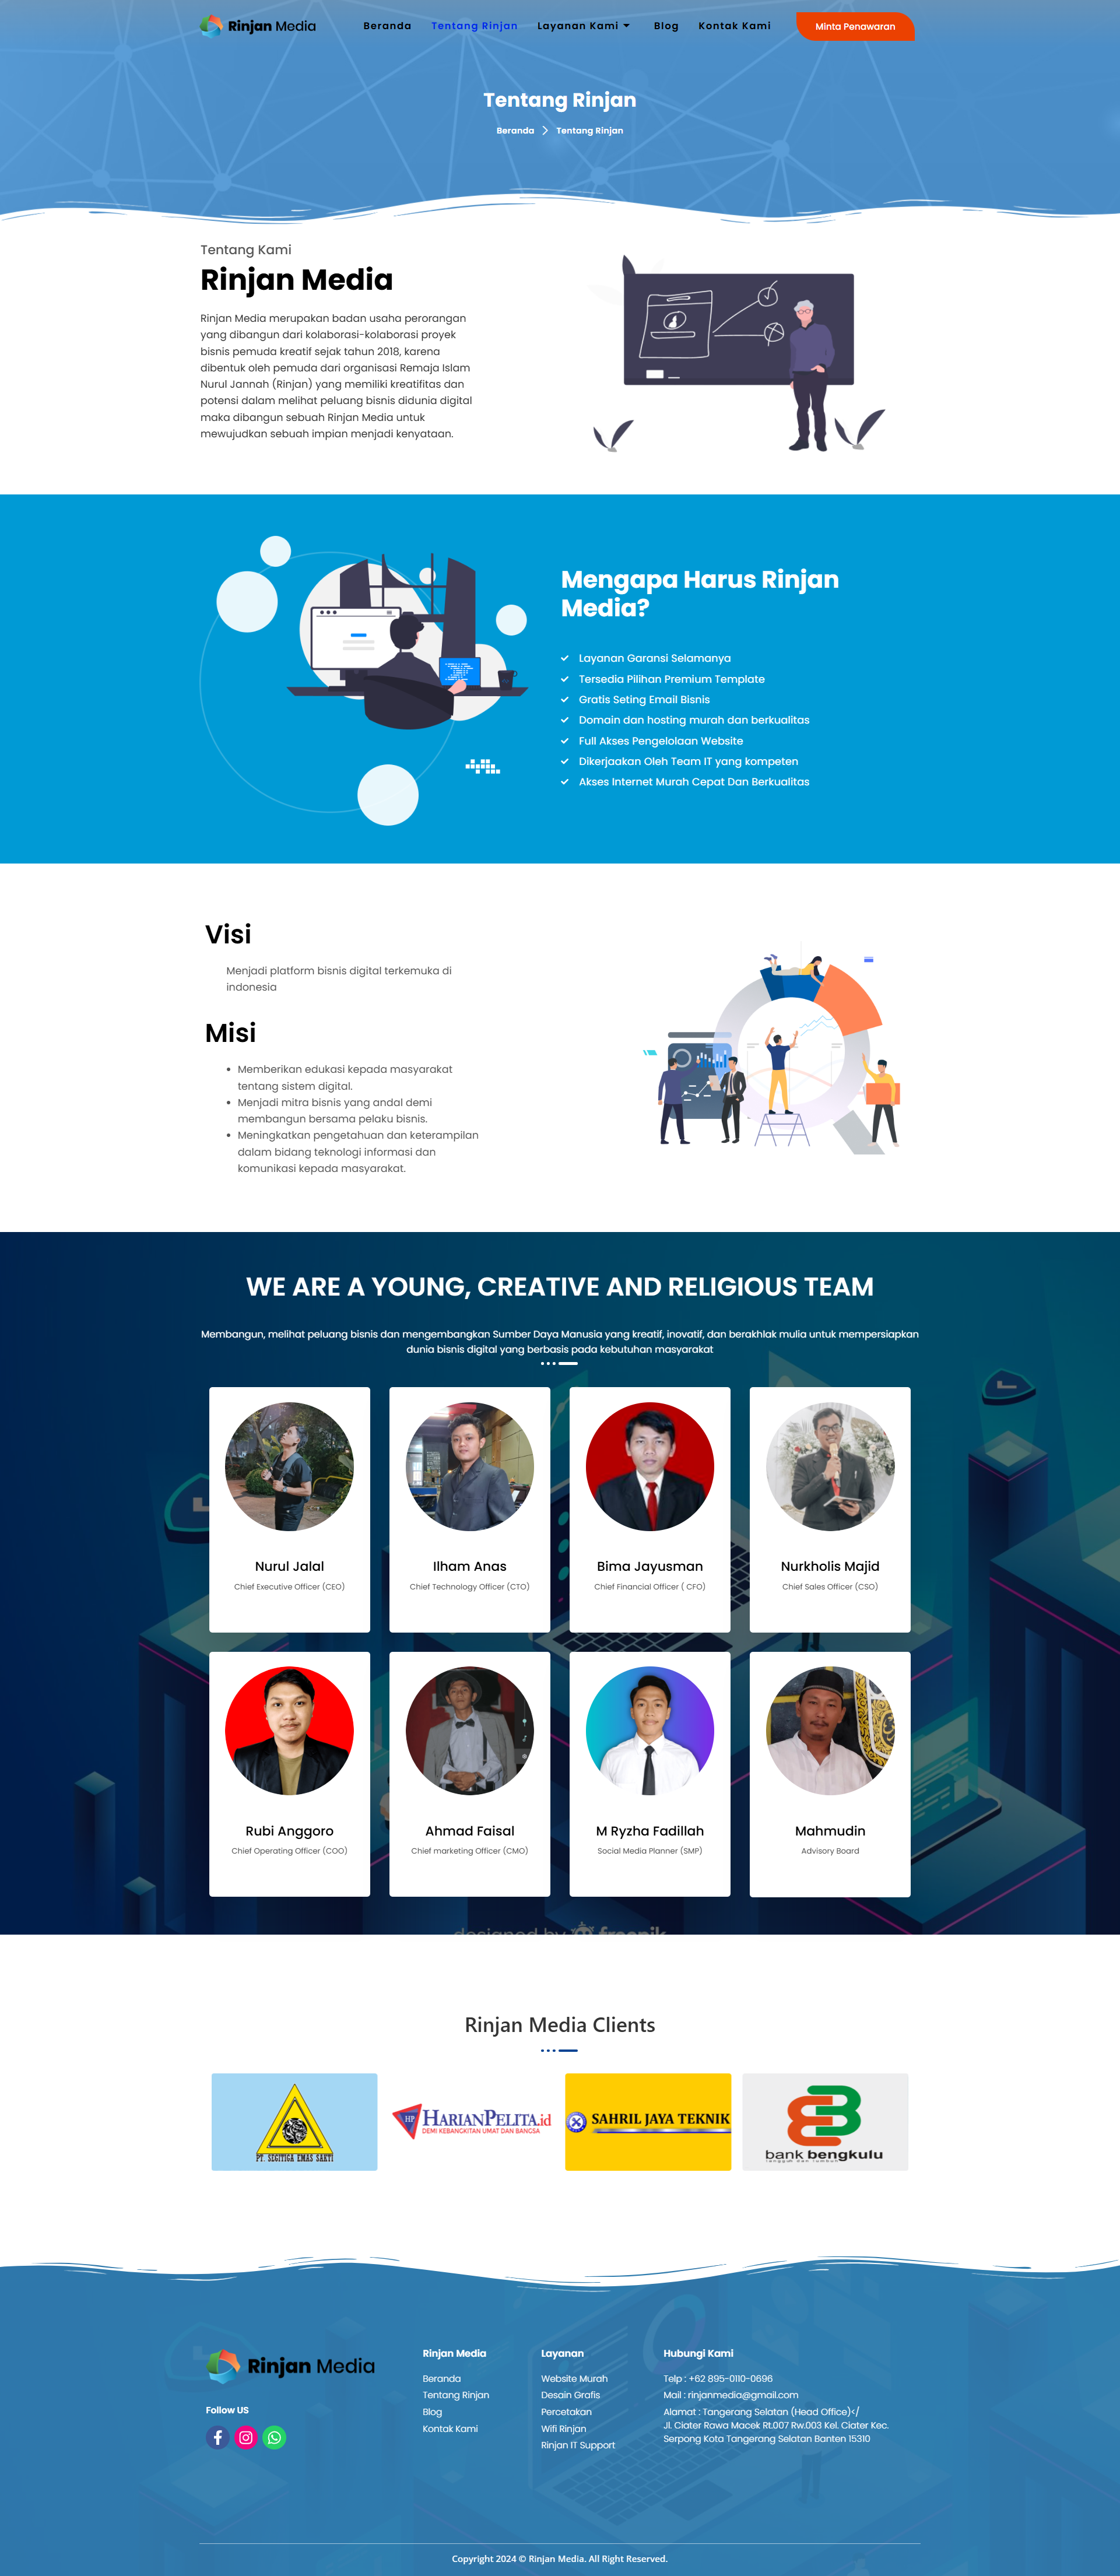 Rinjan Media
Beranda
Tentang Rinjan
Layanan Kami
Blog
Kontak Kami
Minta Penawaran
Tentang Rinjan
Beranda
Tentang Rinjan
Tentang Kami
Rinjan Media
Rinjan Media merupakan badan usaha perorangan
yang dibangun dari kolaborasi-kolaborasi proyek
bisnis pemuda kreatif sejak tahun 2018, karena
dibentuk oleh pemuda dari organisasi Remaja Islam
Nurul Jannah (Rinjan) yang memiliki kreatifitas dan
potensi dalam melihat peluang bisnis didunia digital
maka dibangun sebuah Rinjan Media untuk
mewujudkan sebuah impian menjadi kenyataan.
Mengapa Harus Rinjan
Media?
Layanan Garansi Selamanya
Tersedia Pilihan Premium Template
Gratis Seting Email Bisnis
Domain dan hosting murah dan berkualitas
Full Akses Pengelolaan Website
Dikerjaakan Oleh Team IT yang kompeten
Akses Internet Murah Cepat Dan Berkualitas
Visi
Menjadi platform bisnis digital terkemuka di
indonesia
Misi
Memberikan edukasi kepada masyarakat
tentang sistem digital.
Menjadi mitra bisnis yang andal demi
membangun bersama pelaku bisnis.
Meningkatkan pengetahuan dan keterampilan
dalam bidang teknologi informasi dan
komunikasi kepada masyarakat.
WE ARE A YOUNG, CREATIVE AND RELIGIOUS TEAM
Membangun, melihat peluang bisnis dan mengembangkan Sumber Daya Manusia yang kreatif, inovatif, dan berakhlak mulia untuk mempersiapkan
dunia bisnis digital yang berbasis pada kebutuhan masyarakat
Nurul Jalal
Chief Executive Officer (CEO)
Ilham Anas
Chief Technology Officer (CTO)
Bima Jayusman
Chief Financial Officer ( CFO)
Nurkholis Majid
Chief Sales Officer (CSO)
Rubi Anggoro
Chief Operating Officer (COO)
Ahmad Faisal
Chief marketing Officer (CMO)
M Ryzha Fadillah
Social Media Planner (SMP)
Mahmudin
Advisory Board
designed by freepik
Rinjan Media Clients
PT. SEGITIGA EMAS SAKTI
HP HARIANPELITA.id
DEMI KEBANGKITAN UMAT DAN BANGSA
SAHRIL JAYA TEKNIK
bank bengkulu
Rinjan Media
Follow US
Rinjan Media
Beranda
Tentang Rinjan
Blog
Kontak Kami
Layanan
Website Murah
Desain Grafis
Percetakan
Wifi Rinjan
Rinjan IT Support
Hubungi Kami
Telp : +62 895-0110-0696
Mail : rinjanmedia@gmail.com
Alamat : Tangerang Selatan (Head Office)</
Jl. Ciater Rawa Macek Rt.007 Rw.003 Kel. Ciater Kec.
Serpong Kota Tangerang Selatan Banten 15310
Copyright 2024 © Rinjan Media. All Right Reserved.